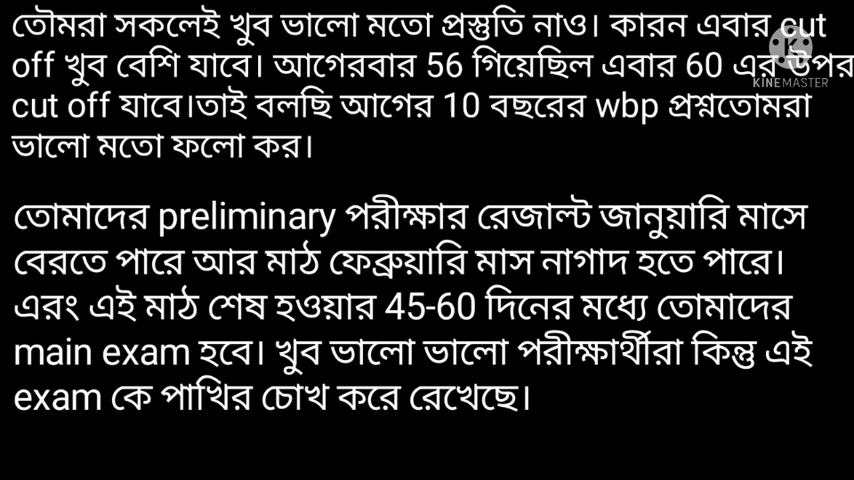 তৌমরা সকলেই খুব ভালো মতো প্রস্তুতি নাও। কারন এবার cut
off খুব বেশি যাবে। আগেরবার 56 গিয়েছিল এবার 60 এর উপর
cut off যাবে।তাই বলছি আগের 10 বছরের wbp প্রশ্নতোমরা
ভালো মতো ফলো কর।
তোমাদের preliminary পরীক্ষার রেজাল্ট জানুয়ারি মাসে
বেরতে পারে আর মাঠ ফেব্রুয়ারি মাস নাগাদ হতে পারে।
এরং এই মাঠ শেষ হওয়ার 45-60 দিনের মধ্যে তোমাদের
main exam হবে। খুব ভালো ভালো পরীক্ষার্থীরা কিন্তু এই
exam কে পাখির চোখ করে রেখেছে।
K
KINEMASTER